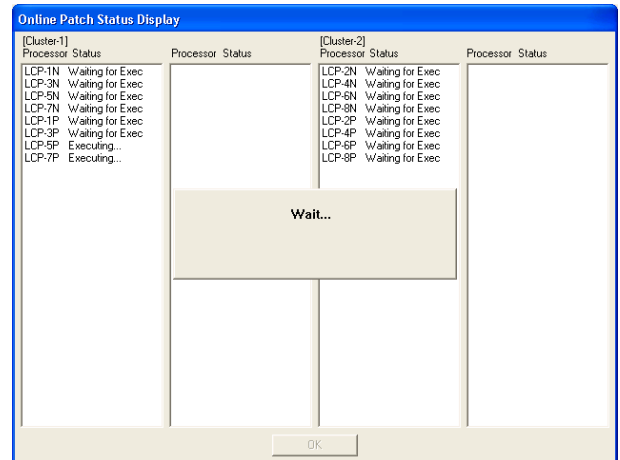 Online Patch Status Display
[Cluster-1]
Processor Status
LCP-1N Waiting for Exec
LCP-3N Waiting for Exec
LCP-5N Waiting for Exec
LCP-7N Waiting for Exec
LCP-1P Waiting for Exec
LCP-3P Waiting for Exec
LCP-5P Executing...
LCP-7P Executing...
Processor Status
[Cluster-2]
Processor Status
LCP-2N Waiting for Exec
LCP-4N Waiting for Exec
LCP-6N Waiting for Exec
LCP-8N Waiting for Exec
LCP-2P Waiting for Exec
LCP-4P Waiting for Exec
LCP-6P Waiting for Exec
LCP-8P Waiting for Exec
Processor Status
Wait...
OK